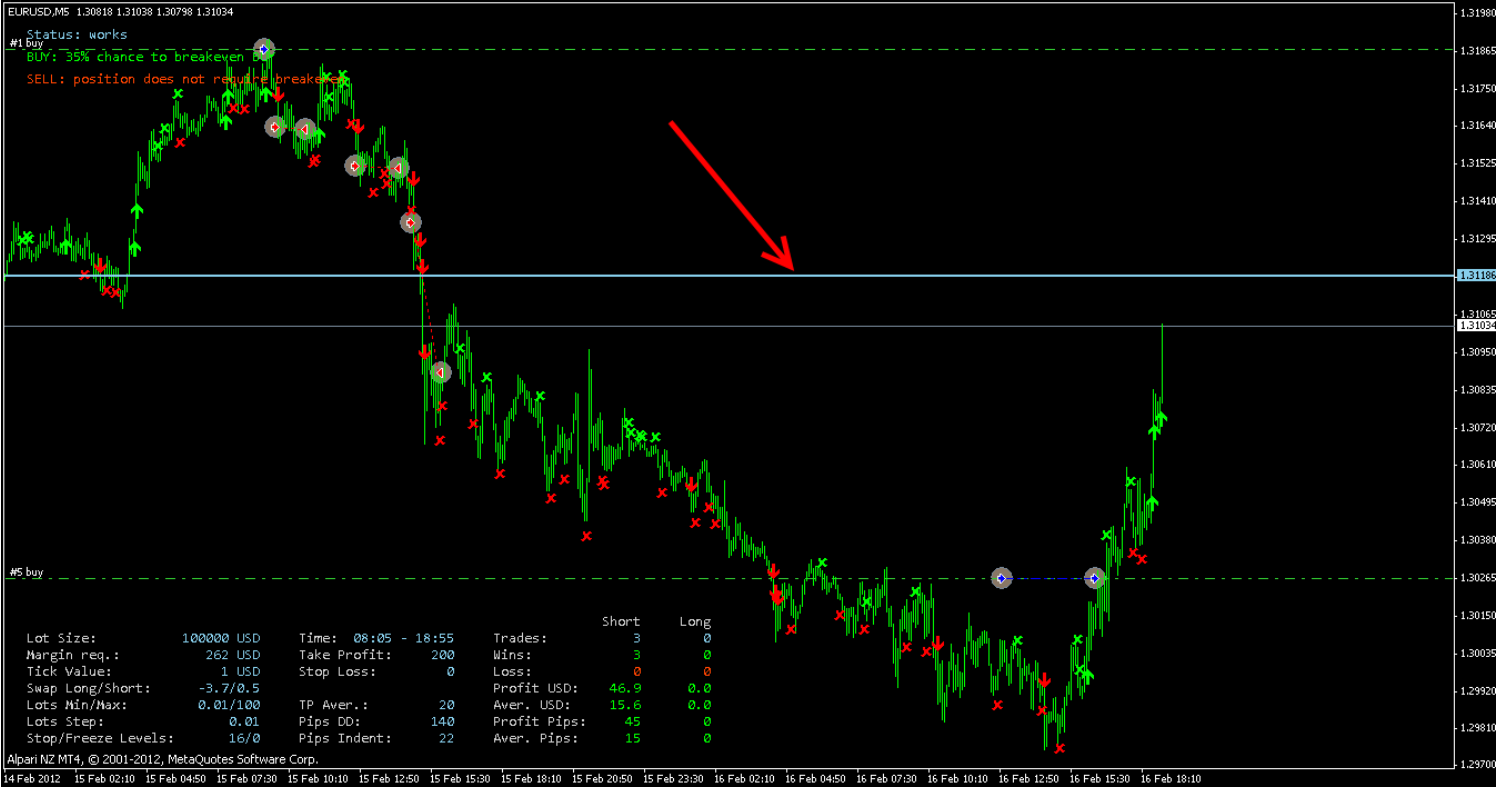 EURUSD,M5 1.30818 1.31038 1.30798 1.31034
Status: works
#1 buy
BUY: 35% chance to breakeven
SELL: position does not require breakeven
1.31980
1.31865
1.31750
1.31640
1.31525
1.31410
1.31295
1.31186
1.31065
1.31034
1.30950
1.30835
1.30720
1.30610
1.30495
1.30380
1.30265
1.30150
1.30035
1.29920
1.29810
1.29700
#5 buy
Short Long
Lot Size: 100000 USD Time: 08:05 - 18:55 Trades: 3 0
Margin req.: 262 USD Take Profit: 200 Wins: 3 0
Tick Value: 1 USD Stop Loss: 0 Loss: 0 0
Swap Long/Short: -3.7/0.5 Profit USD: 46.9 0.0
Lots Min/Max: 0.01/100 TP Aver.: 20 Aver. USD: 15.6 0.0
Lots Step: 0.01 Pips DD: 140 Profit Pips: 45 0
Stop/Freeze Levels: 16/0 Pips Indent: 22 Aver. Pips: 15 0
Alpari NZ MT4, © 2001-2012, MetaQuotes Software Corp.
14 Feb 2012 15 Feb 02:10 15 Feb 04:50 15 Feb 07:30 15 Feb 10:10 15 Feb 12:50 15 Feb 15:30 15 Feb 18:10 15 Feb 20:50 15 Feb 23:30 16 Feb 02:10 16 Feb 04:50 16 Feb 07:30 16 Feb 10:10 16 Feb 12:50 16 Feb 15:30 16 Feb 18:10